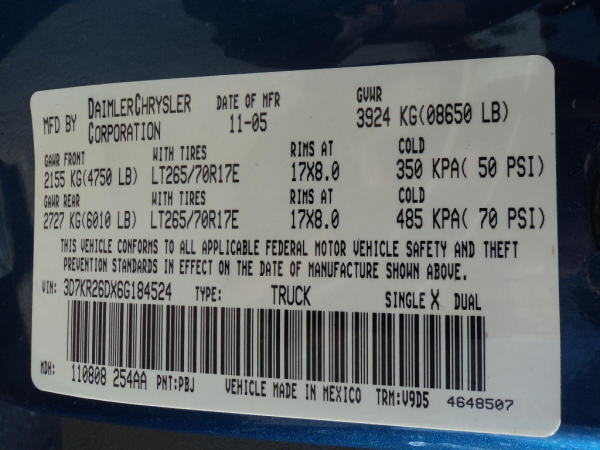 MFD BY DAIMLERCHRYSLER CORPORATION DATE OF MFR 11-05 GVWR 3924 KG(08650 LB)
GAWR FRONT WITH TIRES RIMS AT COLD
2155 KG(4750 LB) LT265/70R17E 17X8.0 350 KPA( 50 PSI)
GAWR REAR WITH TIRES RIMS AT COLD
2727 KG(6010 LB) LT265/70R17E 17X8.0 485 KPA( 70 PSI)
THIS VEHICLE CONFORMS TO ALL APPLICABLE FEDERAL MOTOR VEHICLE SAFETY AND THEFT
PREVENTION STANDARDS IN EFFECT ON THE DATE OF MANUFACTURE SHOWN ABOVE.
VIN: 3D7KR26DX6G184524 TYPE: TRUCK SINGLE X DUAL
MDH: 110808 254AA PNT:PBJ VEHICLE MADE IN MEXICO TRM:V9D5 4648507